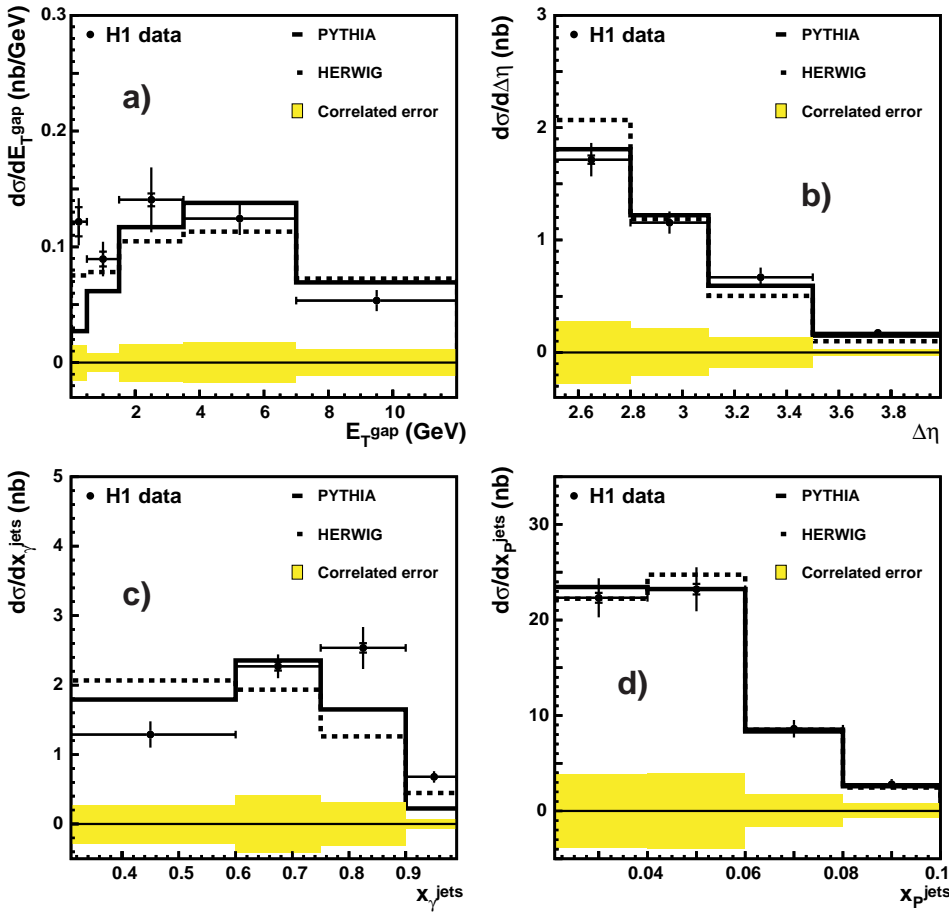 dσ/dE_T^gap (nb/GeV)
0.3
0.2
0.1
0
H1 data
PYTHIA
HERWIG
Correlated error
a)
2 4 6 8 10
E_T^gap (GeV)
dσ/dΔη (nb)
3
2
1
0
H1 data
PYTHIA
HERWIG
Correlated error
b)
2.6 2.8 3 3.2 3.4 3.6 3.8
Δη
dσ/dx_γ^jets (nb)
5
4
3
2
1
0
H1 data
PYTHIA
HERWIG
Correlated error
c)
0.4 0.5 0.6 0.7 0.8 0.9
x_γ^jets
dσ/dx_P^jets (nb)
30
20
10
0
H1 data
PYTHIA
HERWIG
Correlated error
d)
0.04 0.06 0.08 0.1
x_P^jets